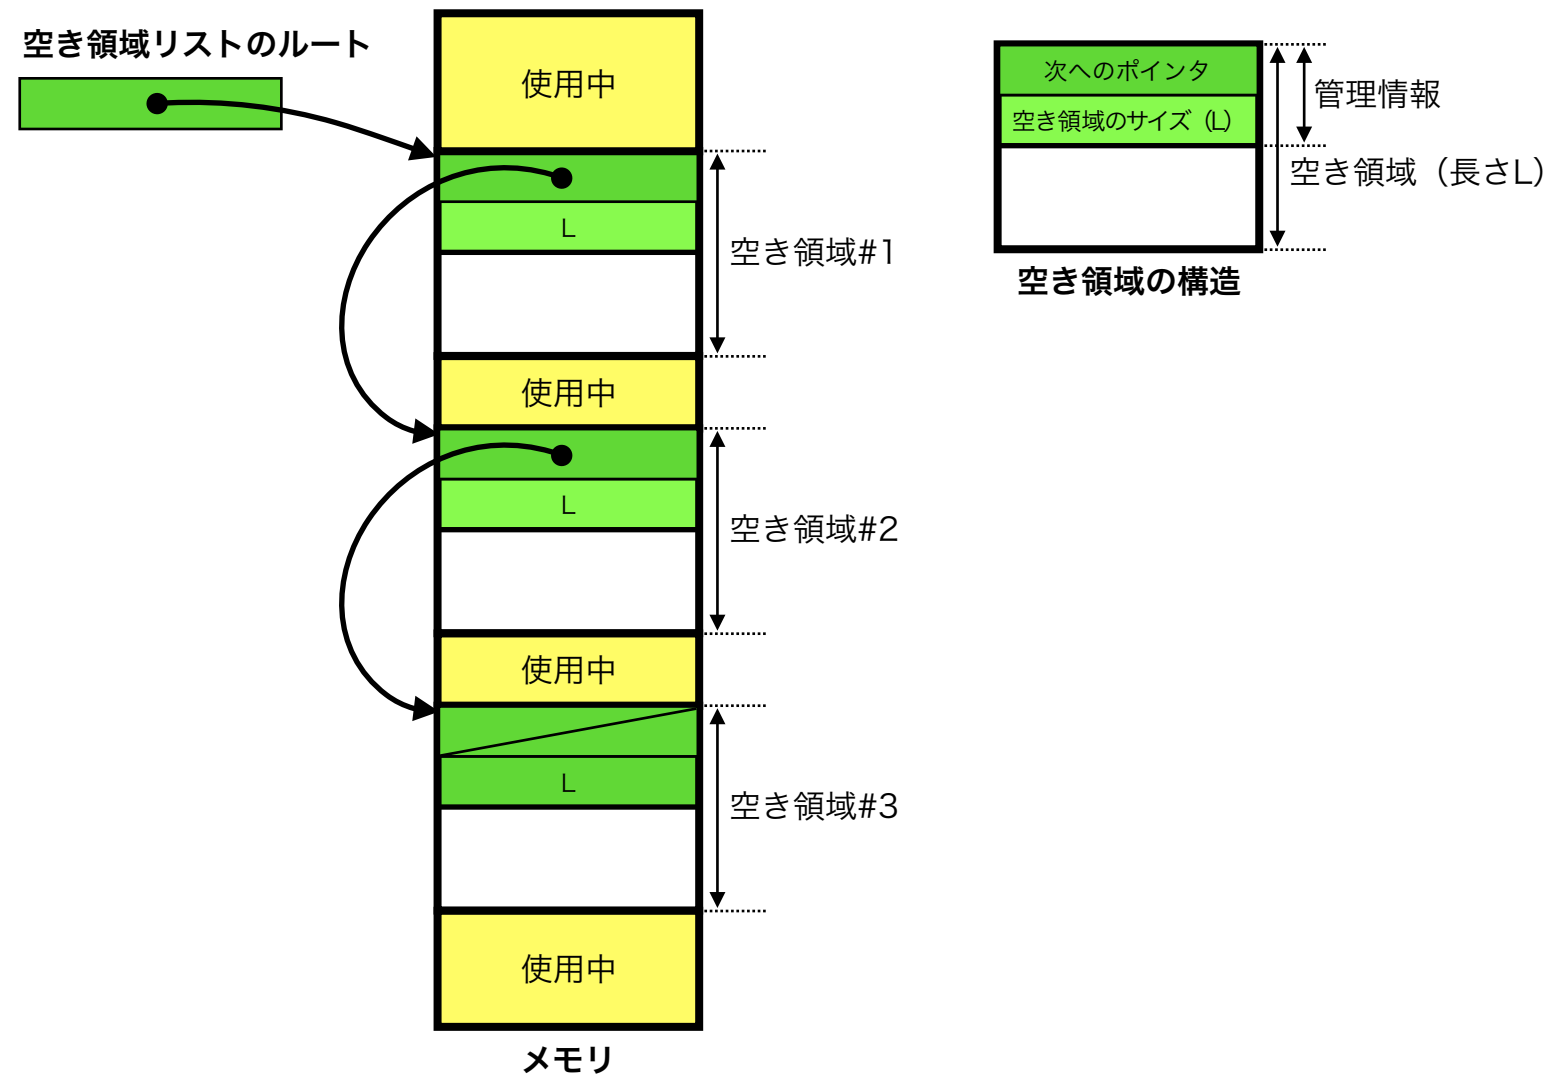 空き領域リストのルート
使用中
L
空き領域#1
使用中
L
空き領域#2
使用中
L
空き領域#3
使用中
メモリ
次へのポインタ
空き領域のサイズ（L）
管理情報
空き領域（長さL）
空き領域の構造